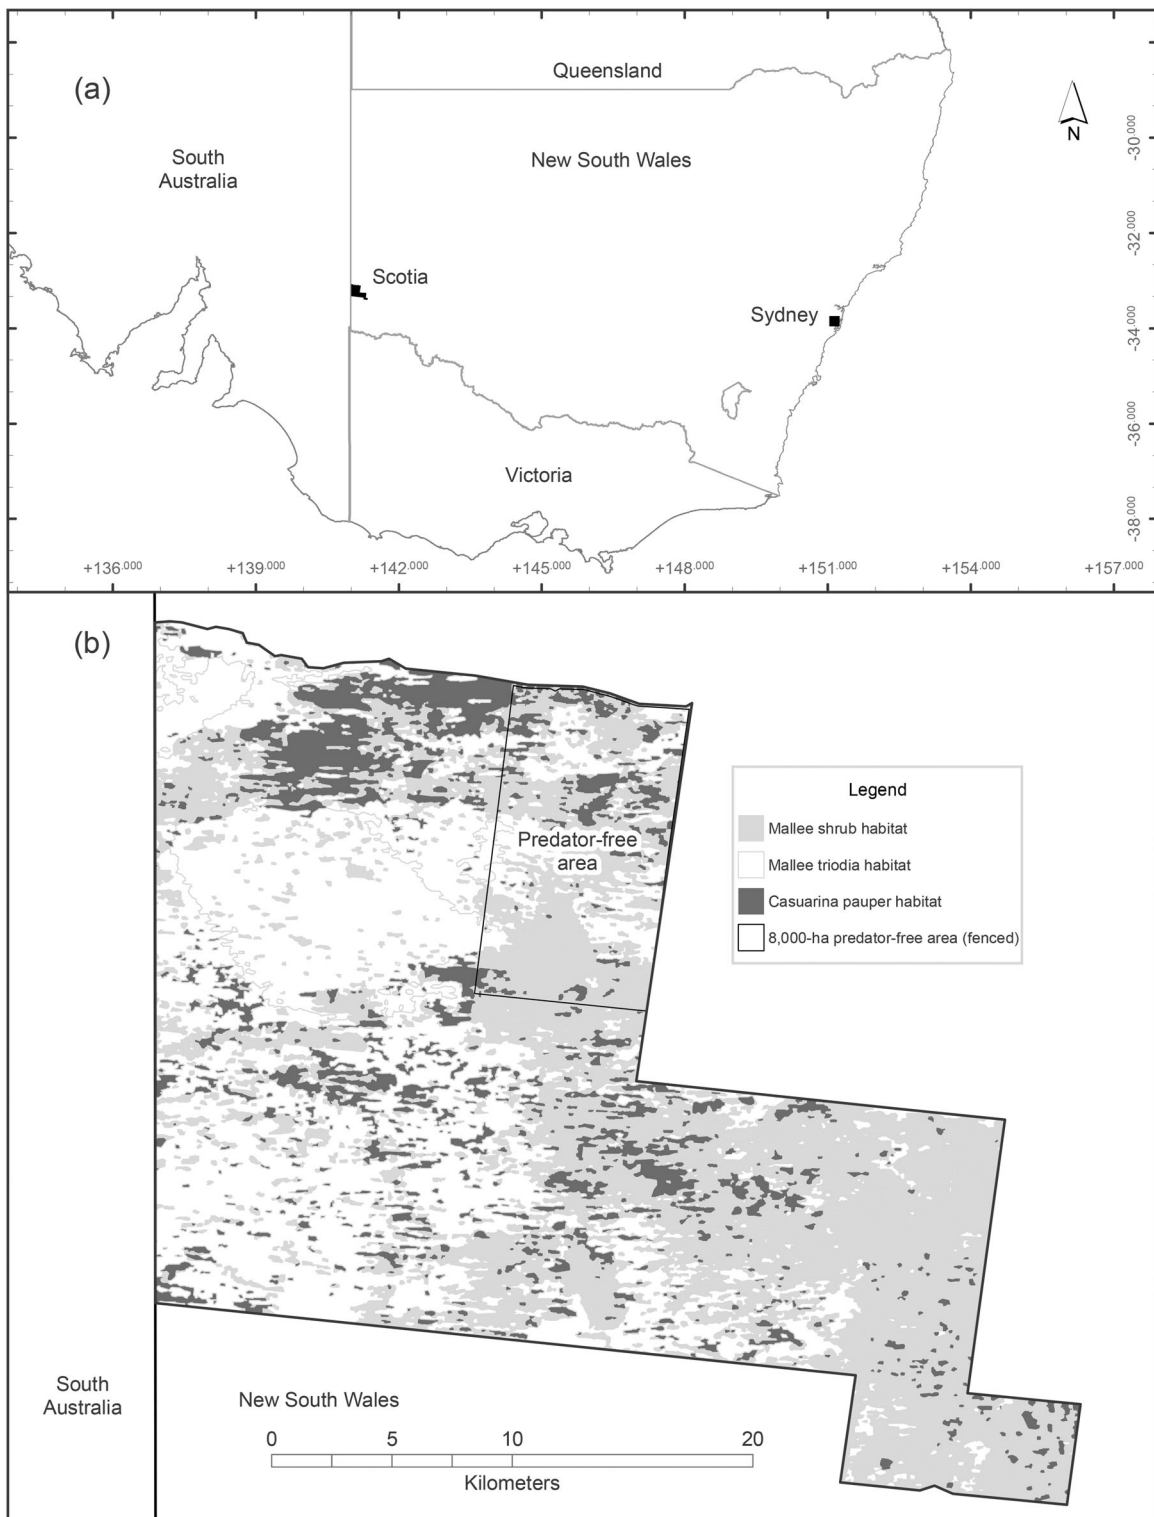 (a)
Queensland
N
South
Australia
New South Wales
Scotia
Sydney
Victoria
-30.000
-32.000
-34.000
-36.000
-38.000
+136.000
+139.000
+142.000
+145.000
+148.000
+151.000
+154.000
+157.000
(b)
Predator-free
area
Legend
Mallee shrub habitat
Mallee triodia habitat
Casuarina pauper habitat
8,000-ha predator-free area (fenced)
South
Australia
New South Wales
0 5 10 20
Kilometers